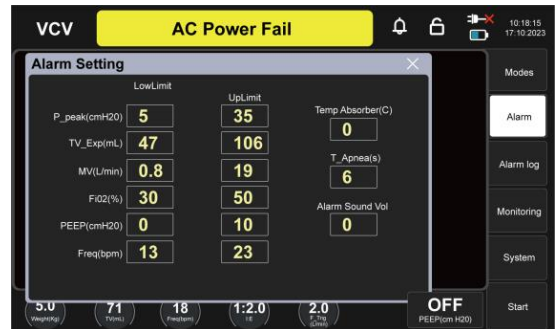 VCV
AC Power Fail
10:18:15
17:10:2023
Alarm Setting
LowLimit
UpLimit
P_peak(cmH20) 5 35
TV_Exp(mL) 47 106
MV(L/min) 0.8 19
Fi02(%) 30 50
PEEP(cmH20) 0 10
Freq(bpm) 13 23
Temp Absorber(C)
0
T_Apnea(s)
6
Alarm Sound Vol
0
Modes
Alarm
Alarm log
Monitoring
System
Start
5.0
Weight(Kg)
71
TV(mL)
18
Freq(bpm)
1:2.0
I:E
2.0
F_Trig
(L/min)
OFF
PEEP(cm H20)